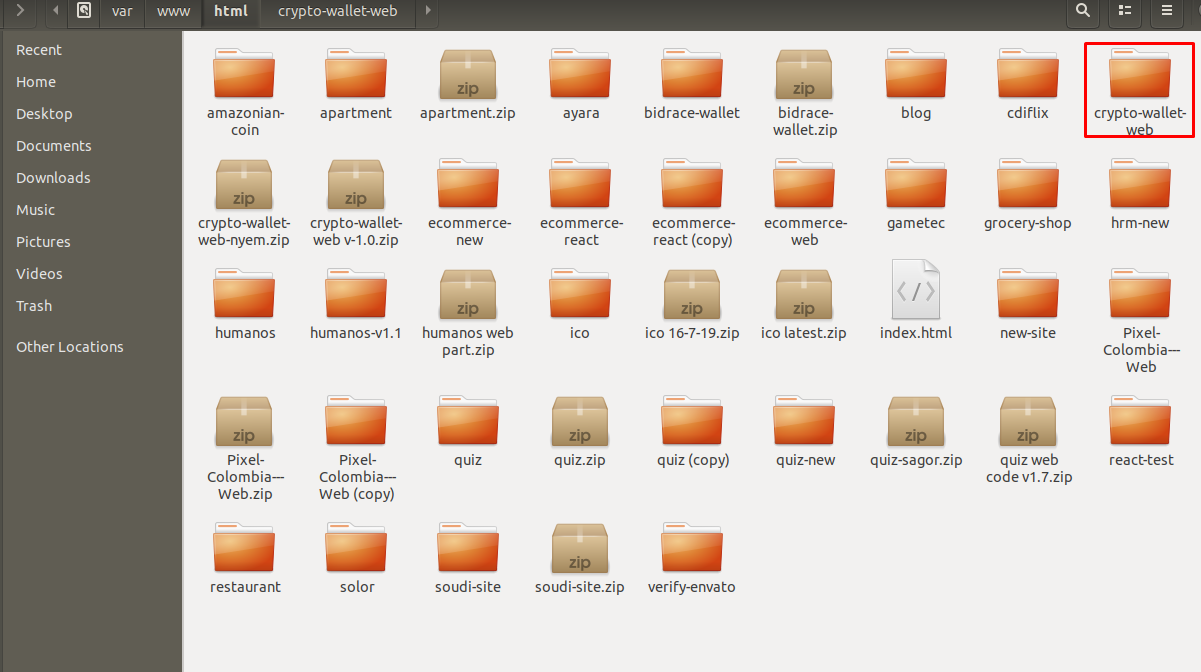 var www html crypto-wallet-web
Recent
Home
Desktop
Documents
Downloads
Music
Pictures
Videos
Trash
Other Locations
amazonian-
coin
apartment
apartment.zip
ayara
bidrace-wallet
bidrace-
wallet.zip
blog
cdiflix
crypto-wallet-
web
crypto-wallet-
web-nyem.zip
crypto-wallet-
web v-1.0.zip
ecommerce-
new
ecommerce-
react
ecommerce-
react (copy)
ecommerce-
web
gametec
grocery-shop
hrm-new
humanos
humanos-v1.1
humanos web
part.zip
ico
ico 16-7-19.zip
ico latest.zip
index.html
new-site
Pixel-
Colombia---
Web
Pixel-
Colombia---
Web.zip
Pixel-
Colombia---
Web (copy)
quiz
quiz.zip
quiz (copy)
quiz-new
quiz-sagor.zip
quiz web
code v1.7.zip
react-test
restaurant
solor
soudi-site
soudi-site.zip
verify-envato
zip
zip
zip
zip
zip
zip
zip
zip
zip
zip
zip
zip